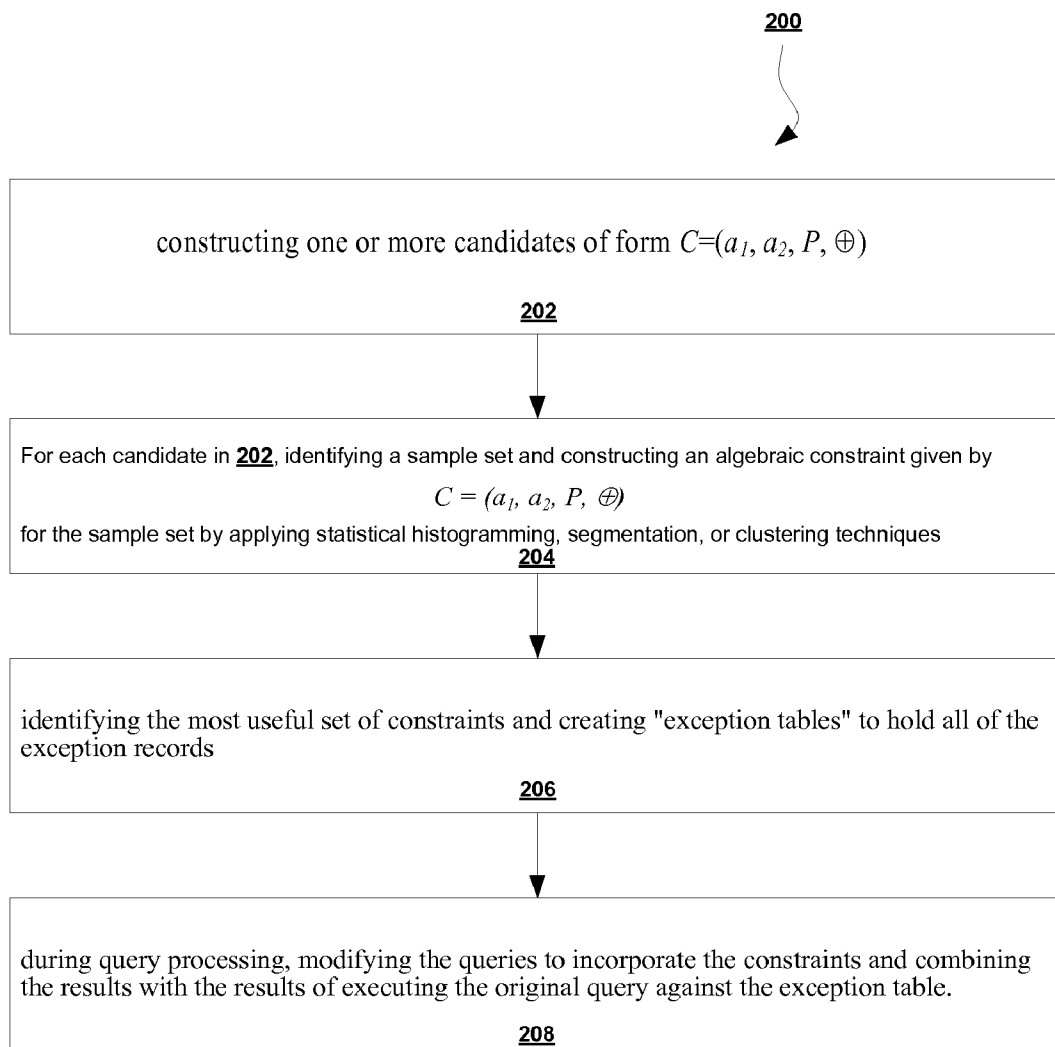 200
constructing one or more candidates of form C=(a₁, a₂, P, ⊕)
202
For each candidate in 202, identifying a sample set and constructing an algebraic constraint given by
C = (a₁, a₂, P, ⊕)
for the sample set by applying statistical histogramming, segmentation, or clustering techniques
204
identifying the most useful set of constraints and creating "exception tables" to hold all of the
exception records
206
during query processing, modifying the queries to incorporate the constraints and combining
the results with the results of executing the original query against the exception table.
208